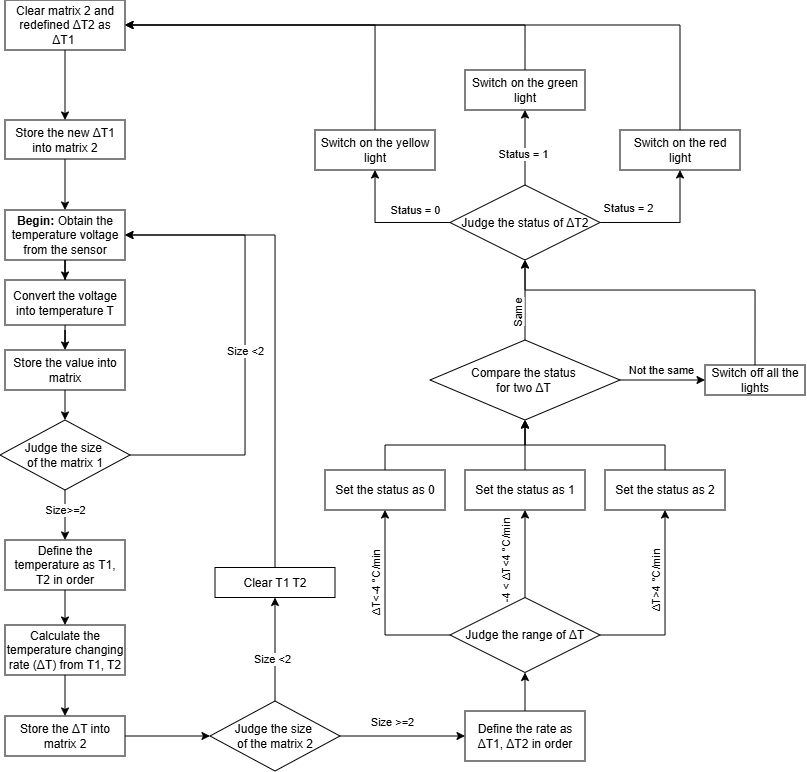 Clear matrix 2 and
redefined ΔT2 as
ΔT1
Store the new ΔT1
into matrix 2
Begin: Obtain the
temperature voltage
from the sensor
Convert the voltage
into temperature T
Store the value into
matrix
Judge the size
of the matrix 1
Size <2
Size>=2
Define the
temperature as T1,
T2 in order
Calculate the
temperature changing
rate (ΔT) from T1, T2
Store the ΔT into
matrix 2
Judge the size
of the matrix 2
Size <2
Clear T1 T2
Size >=2
Define the rate as
ΔT1, ΔT2 in order
Judge the range of ΔT
ΔT<-4 °C/min
-4 < ΔT<4 °C/min
ΔT>4 °C/min
Set the status as 0
Set the status as 1
Set the status as 2
Compare the status
for two ΔT
Not the same
Switch off all the
lights
Same
Judge the status of ΔT2
Status = 0
Status = 1
Status = 2
Switch on the yellow
light
Switch on the green
light
Switch on the red
light